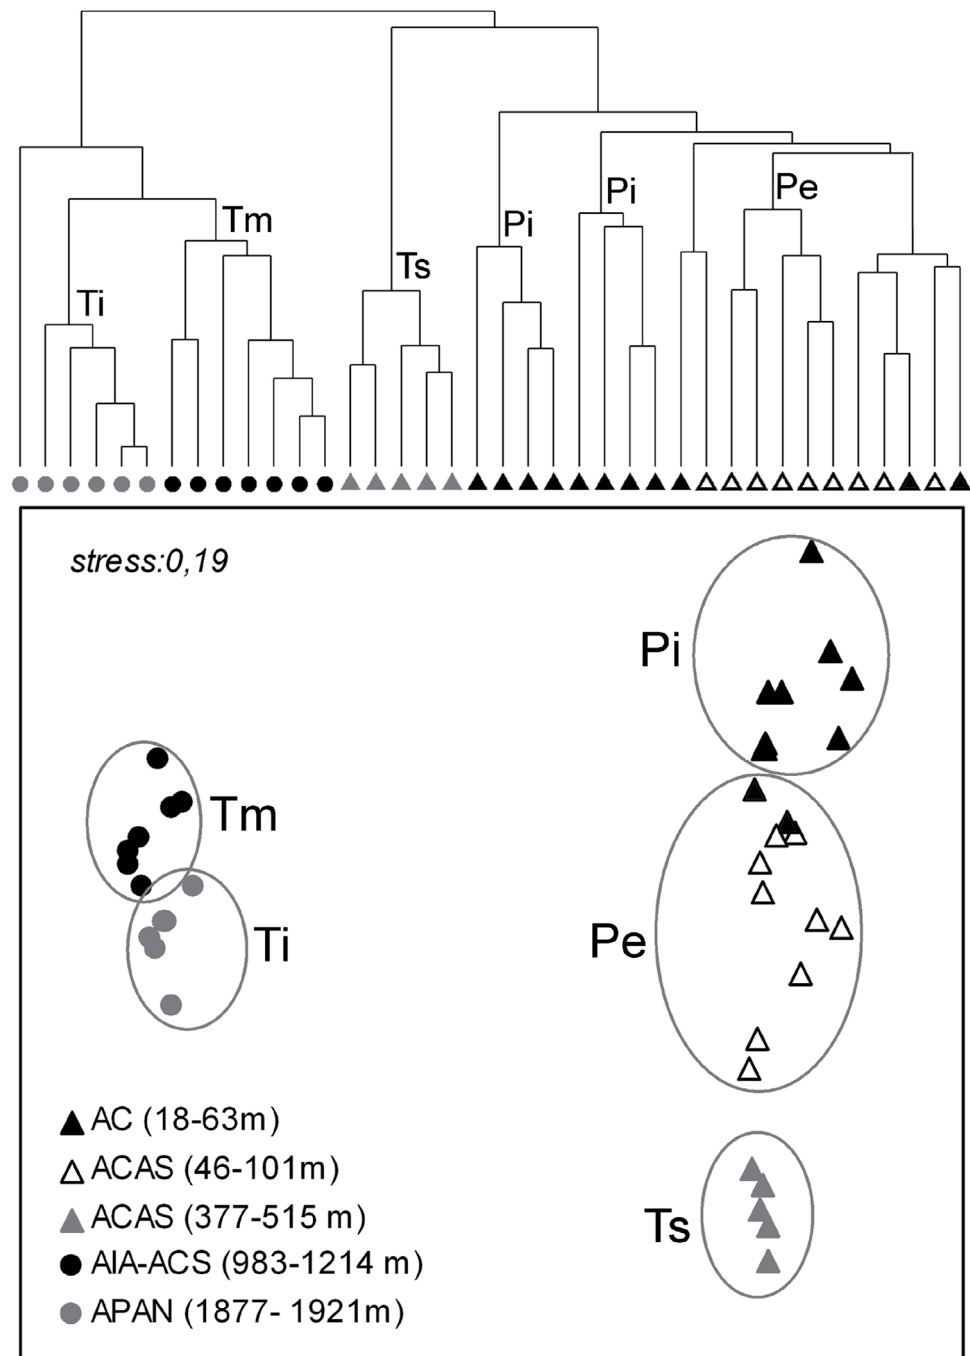 Pe
Pi
Tm
Pi
Ts
Ti
stress:0,19
Pi
Tm
Pe
Ti
Ts
AC (18-63m)
ACAS (46-101m)
ACAS (377-515 m)
AIA-ACS (983-1214 m)
APAN (1877- 1921m)